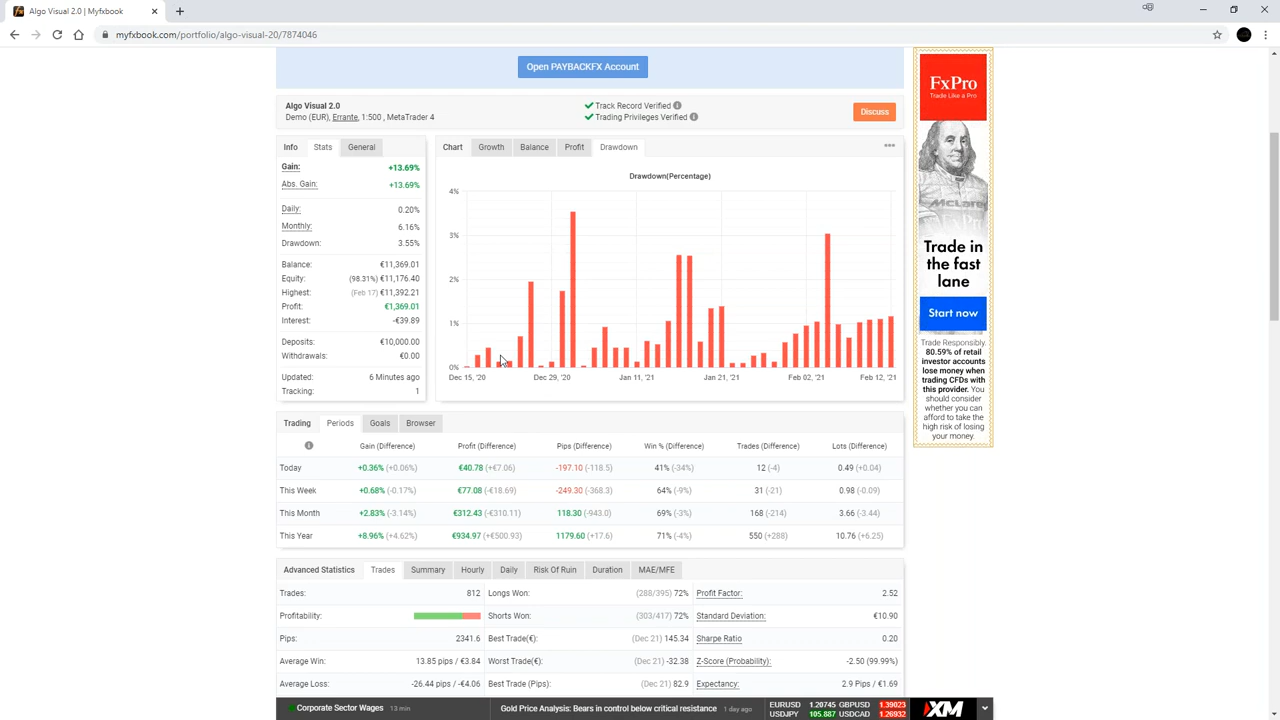 Algo Visual 2.0 | Myfxbook
myfxbook.com/portfolio/algo-visual-20/7874046
Open PAYBACKFX Account
Algo Visual 2.0
Demo (EUR), Errante, 1:500 , MetaTrader 4
Track Record Verified
Trading Privileges Verified
Discuss
Info Stats General
Gain: +13.69%
Abs. Gain: +13.69%
Daily: 0.20%
Monthly: 6.16%
Drawdown: 3.55%
Balance: €11,369.01
Equity: (98.31%) €11,176.40
Highest: (Feb 17) €11,392.21
Profit: €1,369.01
Interest: -€39.89
Deposits: €10,000.00
Withdrawals: €0.00
Updated: 6 Minutes ago
Tracking: 1
Chart Growth Balance Profit Drawdown
Drawdown(Percentage)
4%
3%
2%
1%
0%
Dec 15, '20 Dec 29, '20 Jan 11, '21 Jan 21, '21 Feb 02, '21 Feb 12, '21
FxPro
Trade Like a Pro
McLaren
Trade in
the fast
lane
Start now
Trade Responsibly.
80.59% of retail
investor accounts
lose money when
trading CFDs with
this provider. You
should consider
whether you can
afford to take the
high risk of losing
your money.
Trading Periods Goals Browser
Gain (Difference) Profit (Difference) Pips (Difference) Win % (Difference) Trades (Difference) Lots (Difference)
Today +0.36% (+0.06%) €40.78 (+€7.06) -197.10 (-118.5) 41% (-34%) 12 (-4) 0.49 (+0.04)
This Week +0.68% (-0.17%) €77.08 (-€18.69) -249.30 (-368.3) 64% (-9%) 31 (-21) 0.98 (-0.09)
This Month +2.83% (-3.14%) €312.43 (-€310.11) 118.30 (-943.0) 69% (-3%) 168 (-214) 3.66 (-3.44)
This Year +8.96% (+4.62%) €934.97 (+€500.93) 1179.60 (+17.6) 71% (-4%) 550 (+288) 10.76 (+6.25)
Advanced Statistics Trades Summary Hourly Daily Risk Of Ruin Duration MAE/MFE
Trades: 812 Longs Won: (288/395) 72% Profit Factor: 2.52
Profitability: Shorts Won: (303/417) 72% Standard Deviation: €10.90
Pips: 2341.6 Best Trade(€): (Dec 21) 145.34 Sharpe Ratio 0.20
Average Win: 13.85 pips / €3.84 Worst Trade(€): (Dec 21) -32.38 Z-Score (Probability): -2.50 (99.99%)
Average Loss: -26.44 pips / -€4.06 Best Trade (Pips): (Dec 21) 82.9 Expectancy: 2.9 Pips / €1.69
Corporate Sector Wages 13 min Gold Price Analysis: Bears in control below critical resistance 1 day ago
EURUSD 1.20745 GBPUSD 1.39023
USDJPY 105.887 USDCAD 1.26932
XM